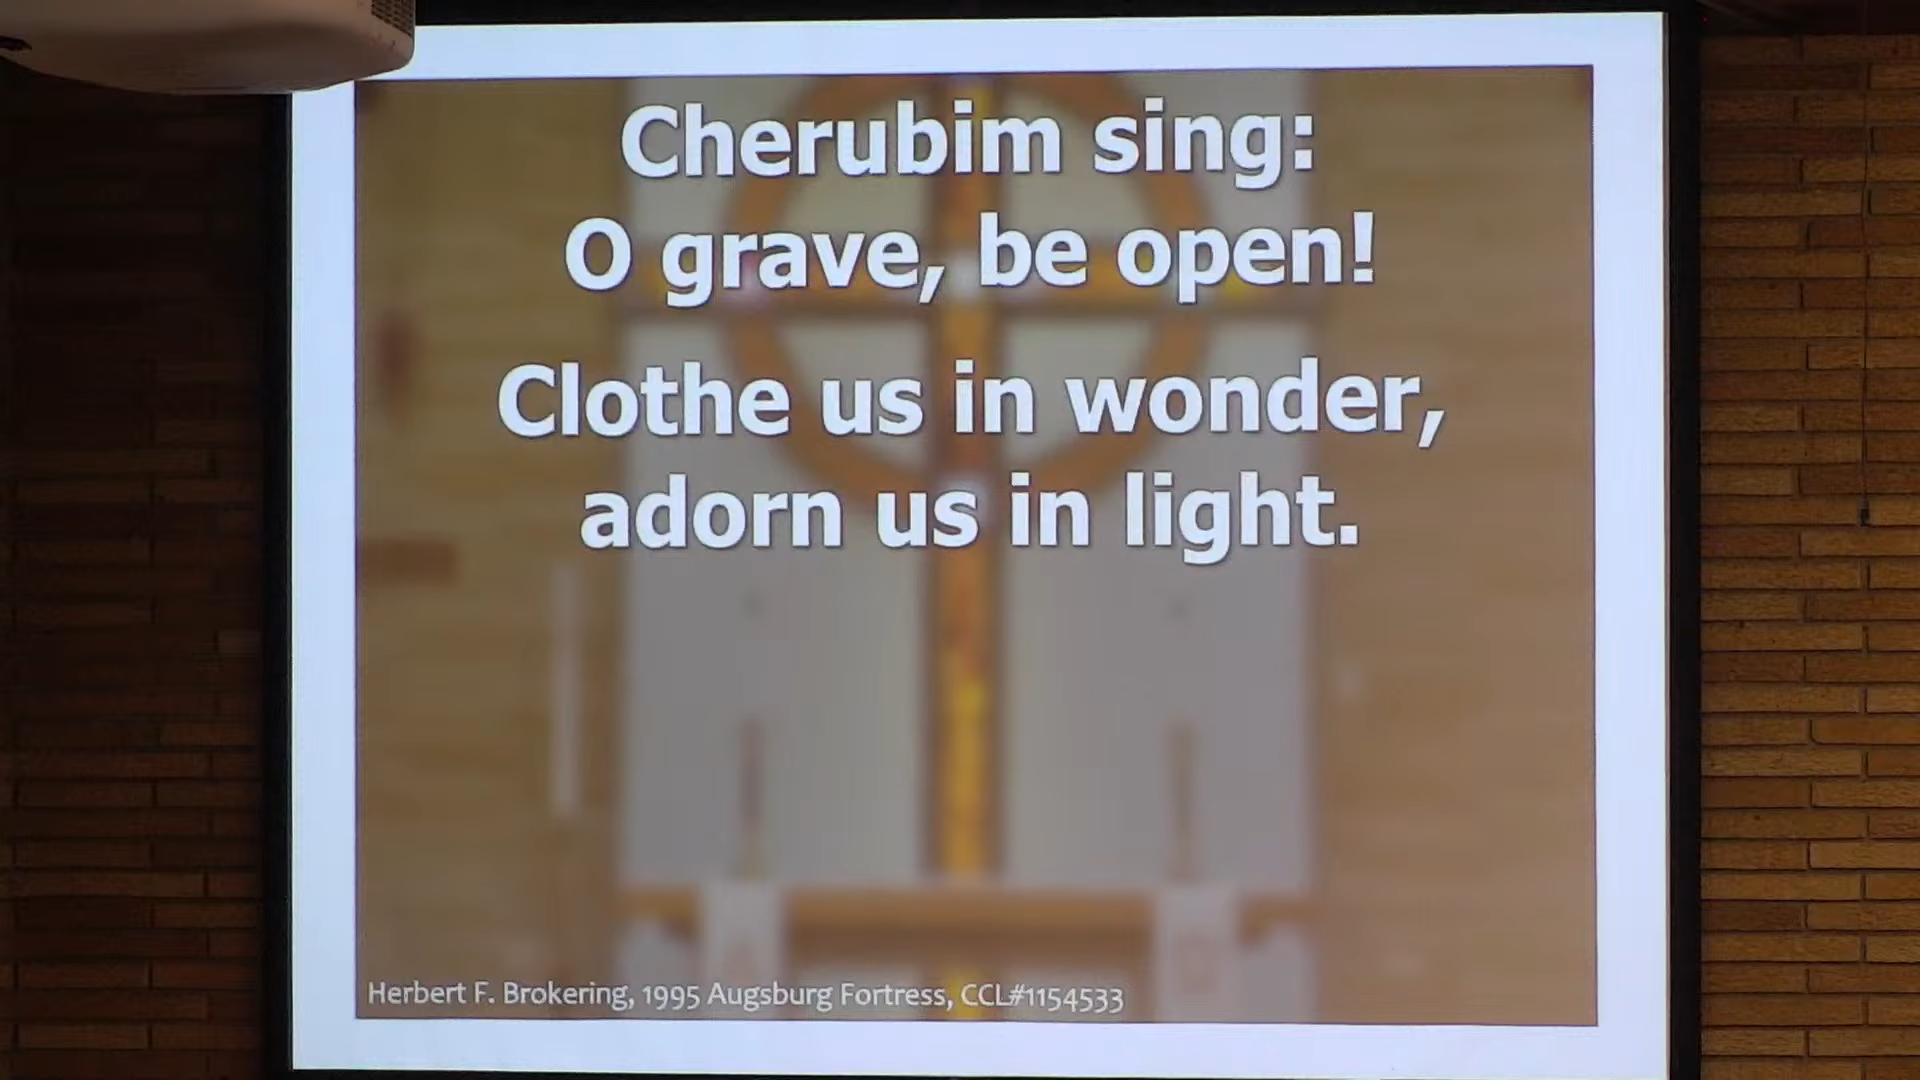 Cherubim sing:
O grave, be open!
Clothe us in wonder,
adorn us in light.
Herbert F. Brokering, 1995 Augsburg Fortress, CCL#1154533